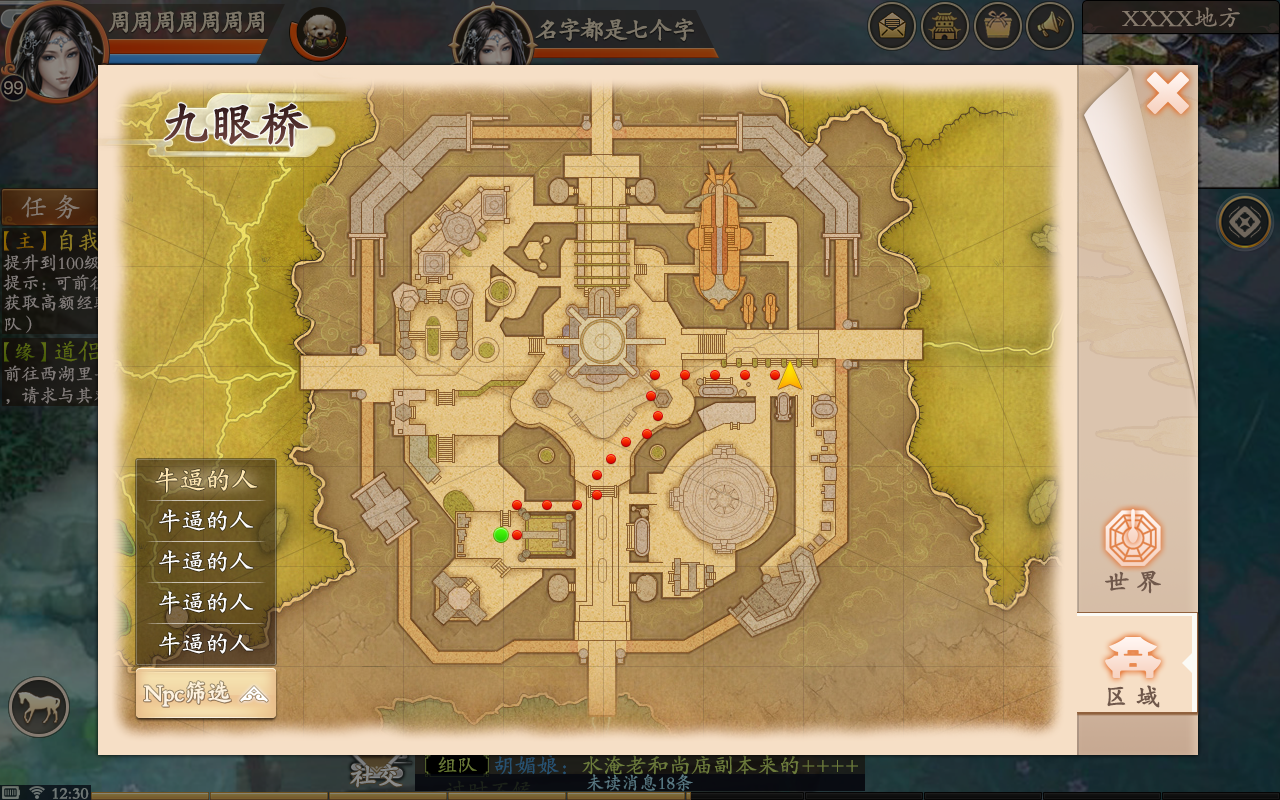 周周周周周周周
名字都是七个字
XXXX地方
99
九眼桥
任务
【主】自我
提升到100级
提示：可前往
获取高额经
队）
【缘】道侣
前往西湖里
，请求与其
牛逼的人
牛逼的人
牛逼的人
牛逼的人
牛逼的人
Npc筛选
世界
区域
社交
组队 胡媚娘：水淹老和尚庙副本来的++++
未读消息18条
12:30